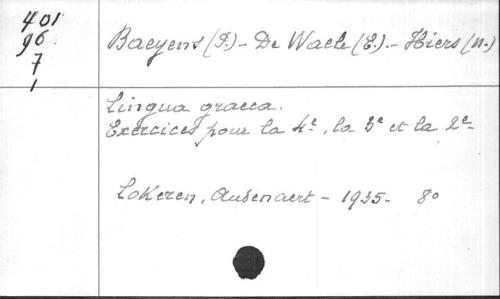 401
96
7
1
Baeyens (P.) - De Waele (E.) - Hiers (N.)
Lingua graeca.
Exercices pour la 4e, la 3e et la 2e
Lokeren, Audenaert - 1935 - 8o